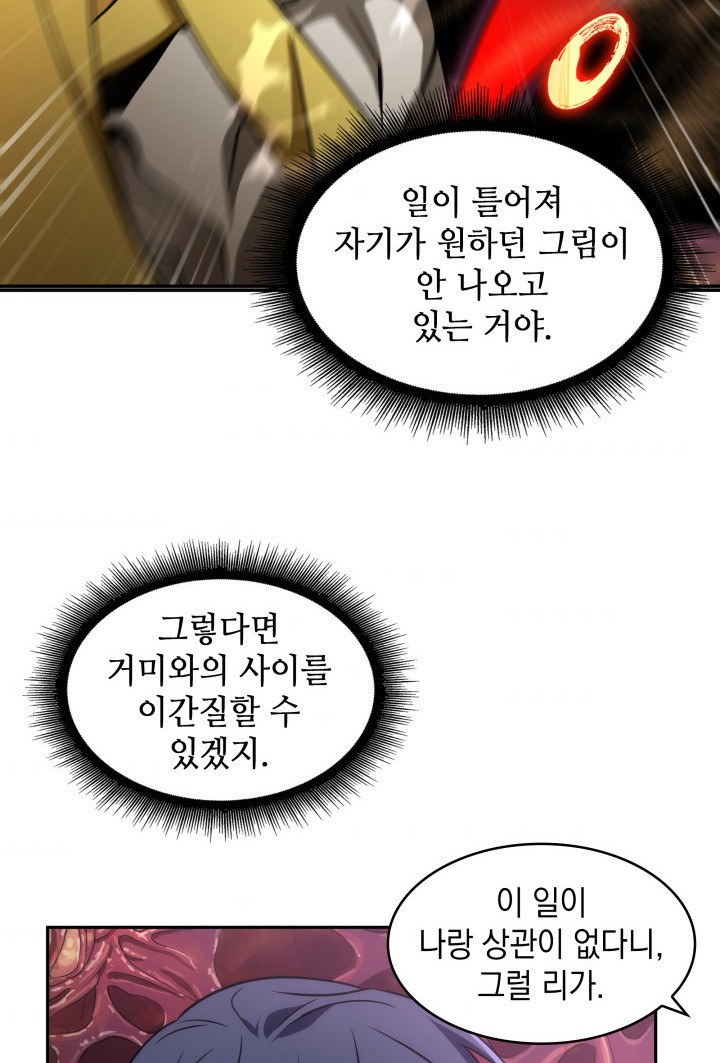 일이 틀어져
자기가 원하던 그림이
안 나오고
있는 거야.
그렇다면
거미와의 사이를
이간질할 수
있겠지.
이 일이
나랑 상관이 없다니,
그럴 리가.